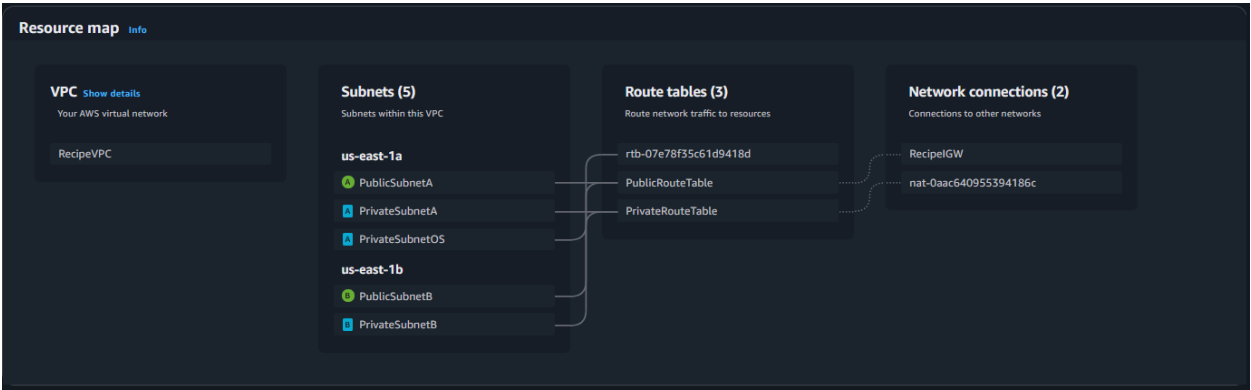 Resource map Info
VPC Show details
Your AWS virtual network
RecipeVPC
Subnets (5)
Subnets within this VPC
us-east-1a
A PublicSubnetA
A PrivateSubnetA
A PrivateSubnetOS
us-east-1b
B PublicSubnetB
B PrivateSubnetB
Route tables (3)
Route network traffic to resources
rtb-07e78f35c61d9418d
PublicRouteTable
PrivateRouteTable
Network connections (2)
Connections to other networks
RecipeIGW
nat-0aac640955394186c